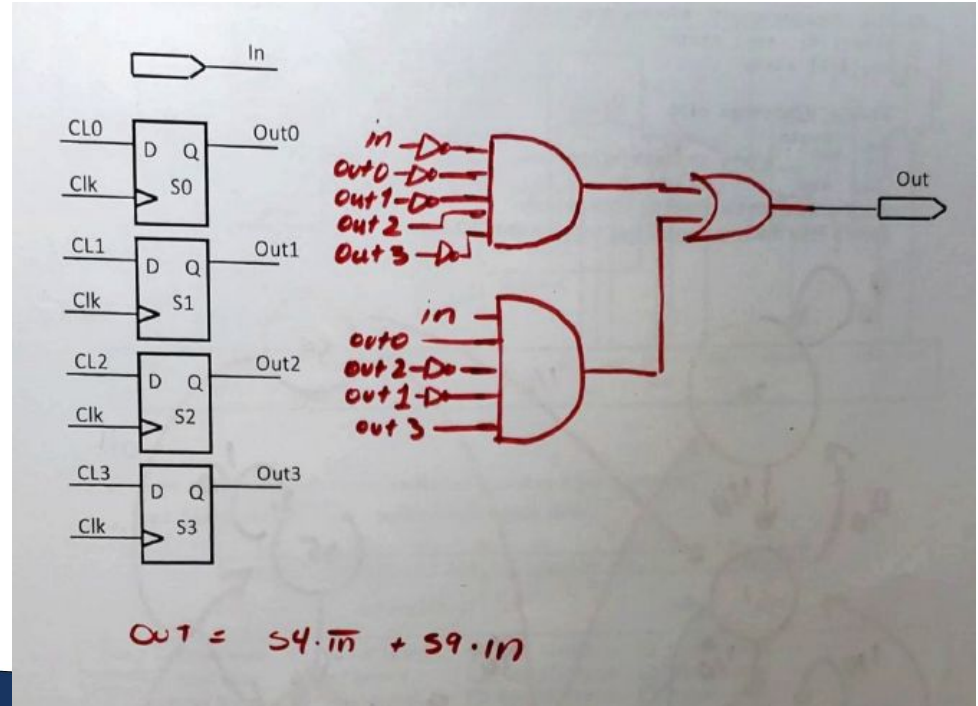 In
CL0
D Q
Out0
Clk
S0
CL1
D Q
Out1
Clk
S1
CL2
D Q
Out2
Clk
S2
CL3
D Q
Out3
Clk
S3
in
out0
out1
out2
out3
in
out0
out2
out1
out3
Out
OUT = S4·i̅n̅ + S9·in